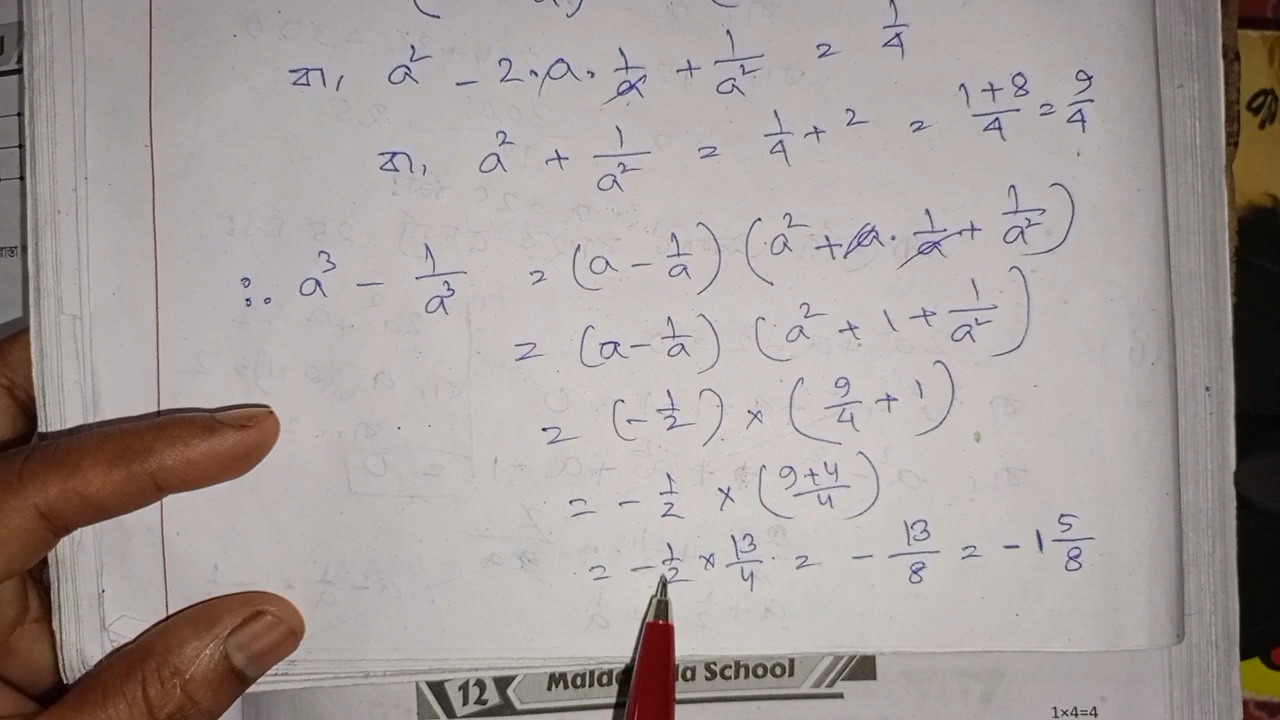 বা, a² - 2·a·1/a + 1/a² = 1/4
বা, a² + 1/a² = 1/4 + 2 = (1+8)/4 = 9/4
∴ a³ - 1/a³ = (a - 1/a) (a² + a·1/a + 1/a²)
= (a - 1/a) (a² + 1 + 1/a²)
= (-1/2) × (9/4 + 1)
= - 1/2 × ((9+4)/4)
= - 1/2 × 13/4 = - 13/8 = - 1 5/8
12
School
1×4=4